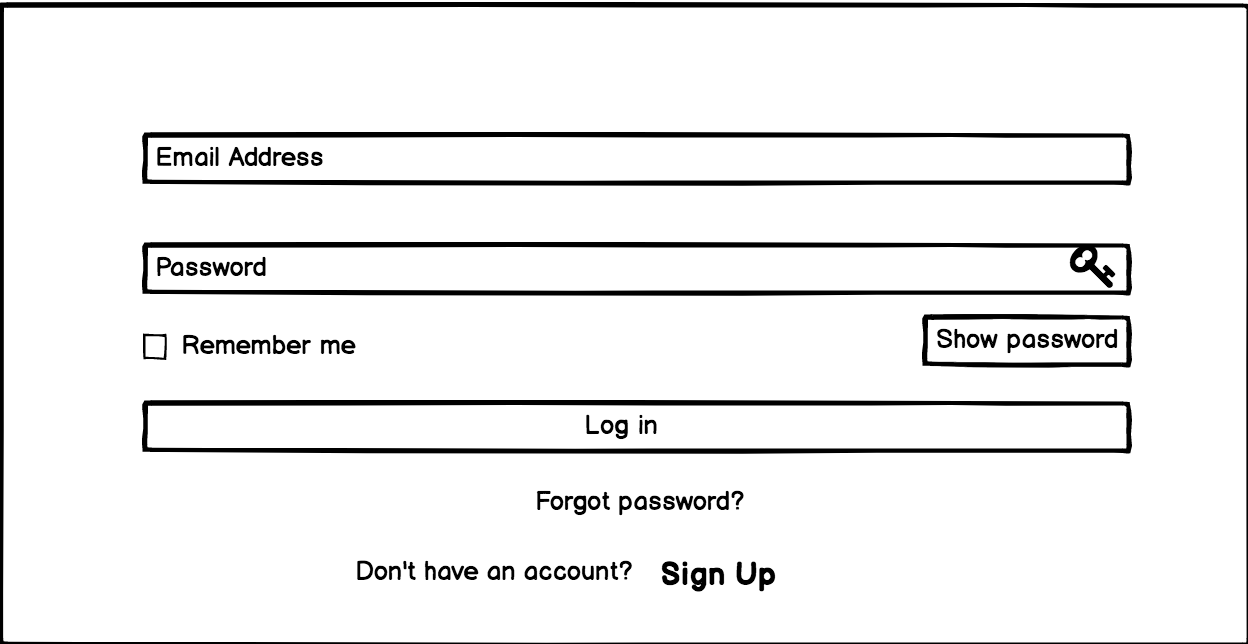 Email Address
Password
Remember me
Show password
Log in
Forgot password?
Don't have an account? Sign Up